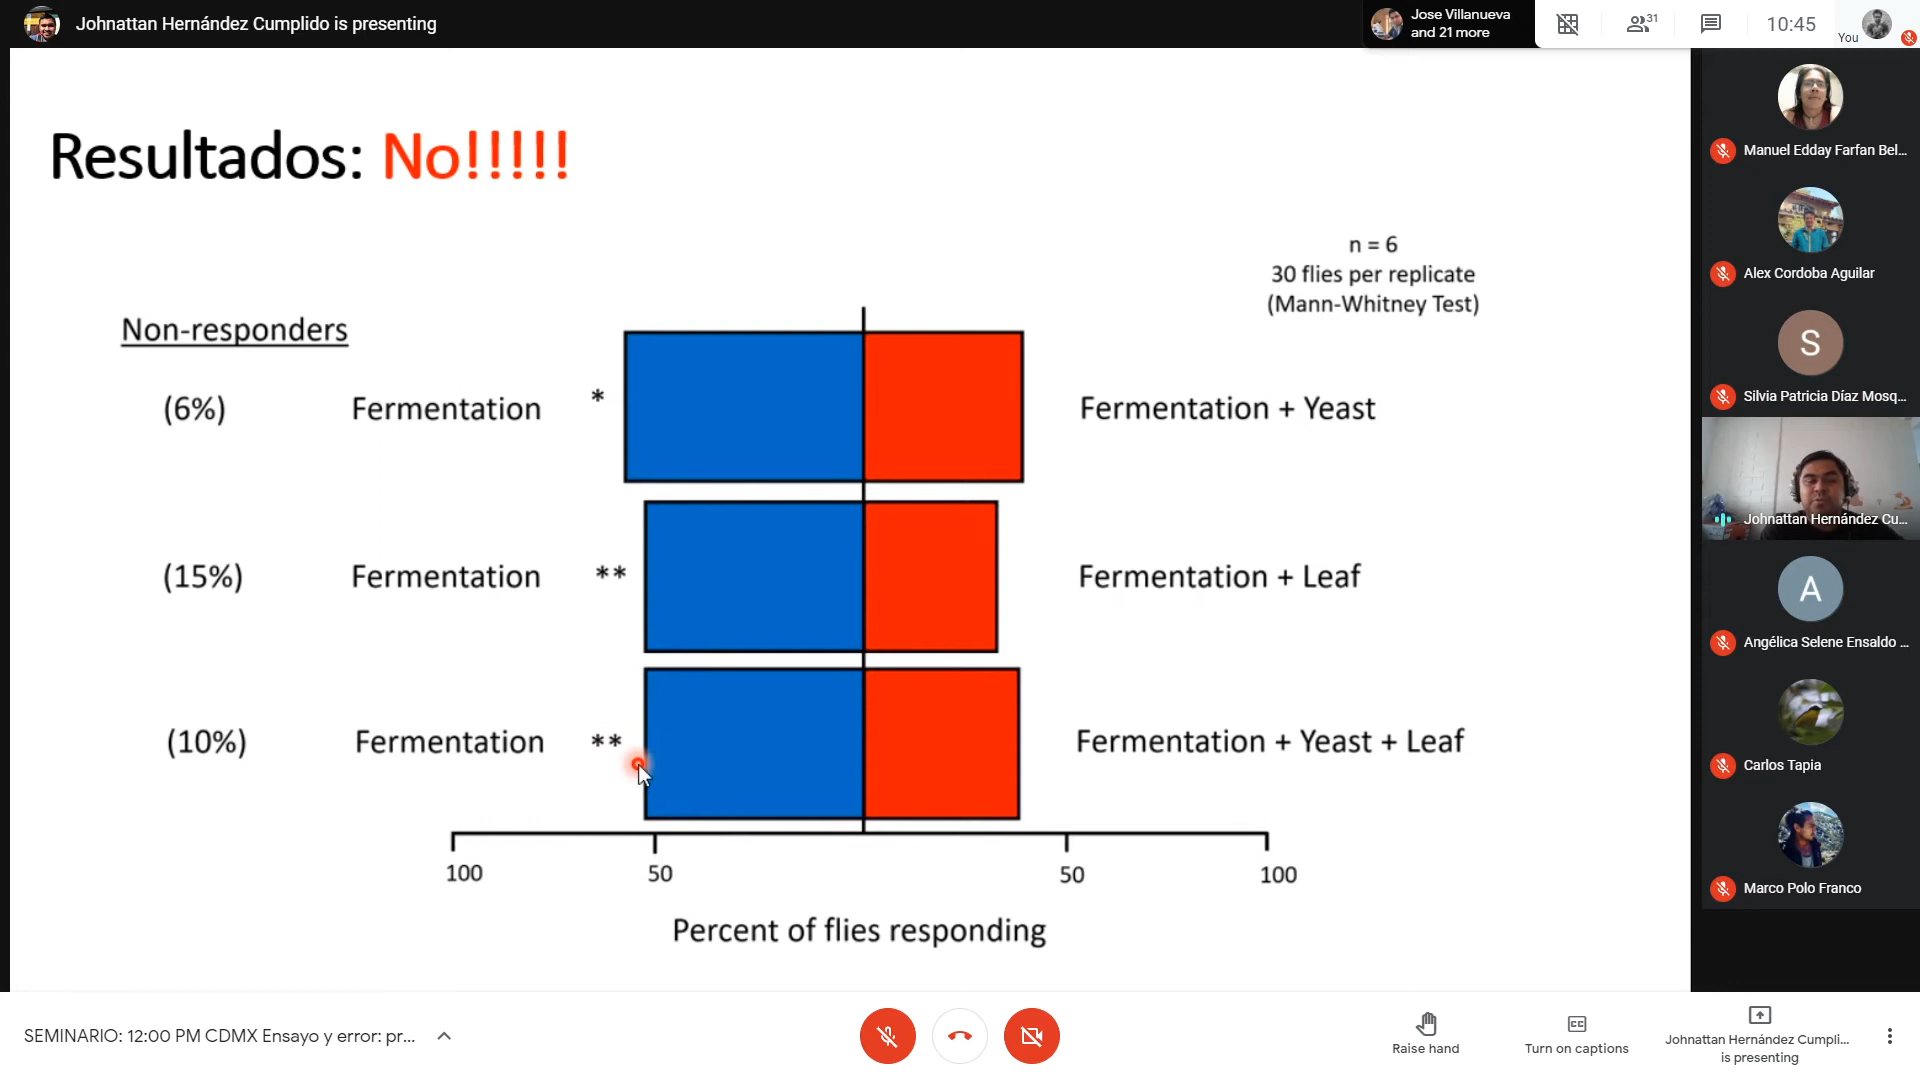 Johnattan Hernández Cumplido is presenting
Jose Villanueva
and 21 more
31
10:45
You
Resultados: No!!!!!
n = 6
30 flies per replicate
(Mann-Whitney Test)
Non-responders
(6%) Fermentation * Fermentation + Yeast
(15%) Fermentation ** Fermentation + Leaf
(10%) Fermentation ** Fermentation + Yeast + Leaf
100 50 50 100
Percent of flies responding
Manuel Edday Farfan Bel...
Alex Cordoba Aguilar
S
Silvia Patricia Díaz Mosq...
Johnattan Hernández Cu...
A
Angélica Selene Ensaldo ...
Carlos Tapia
Marco Polo Franco
SEMINARIO: 12:00 PM CDMX Ensayo y error: pr...
Raise hand
Turn on captions
Johnattan Hernández Cumpli...
is presenting